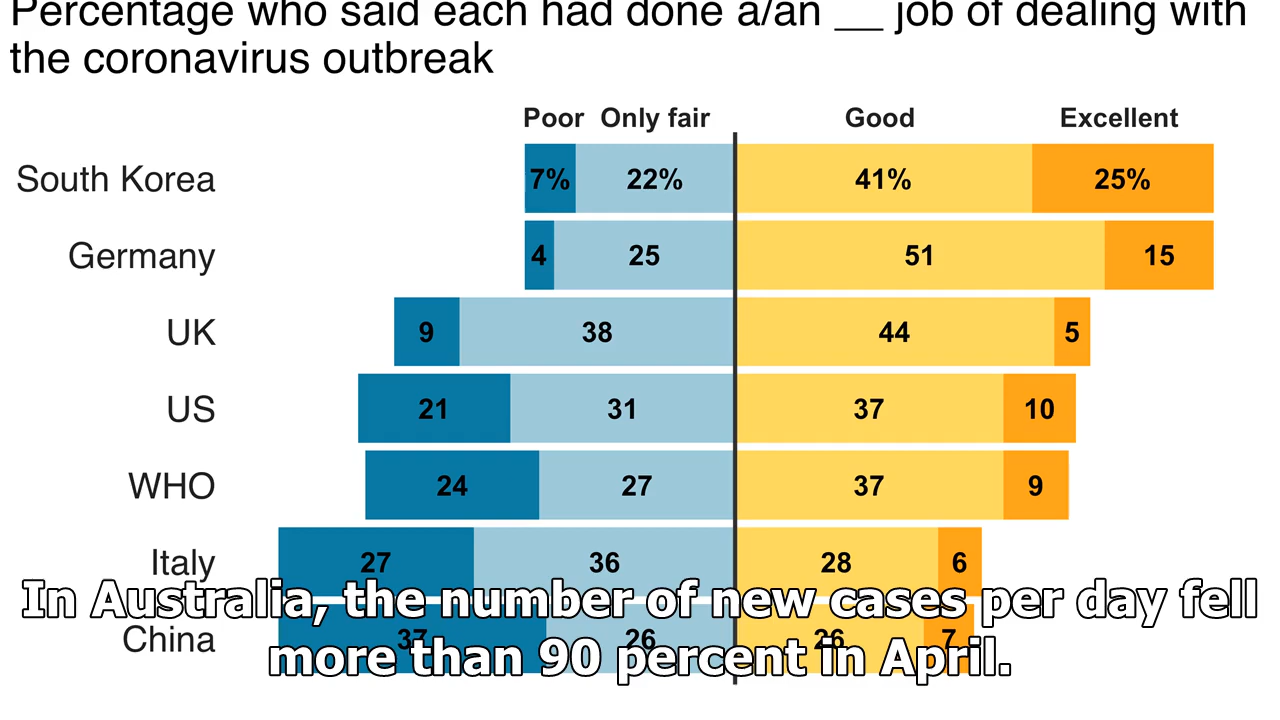 Percentage who said each had done a/an __ job of dealing with
the coronavirus outbreak
Poor Only fair Good Excellent
South Korea 7% 22% 41% 25%
Germany 4 25 51 15
UK 9 38 44 5
US 21 31 37 10
WHO 24 27 37 9
Italy 27 36 28 6
In Australia, the number of new cases per day fell
China 37 26 26 7
more than 90 percent in April.